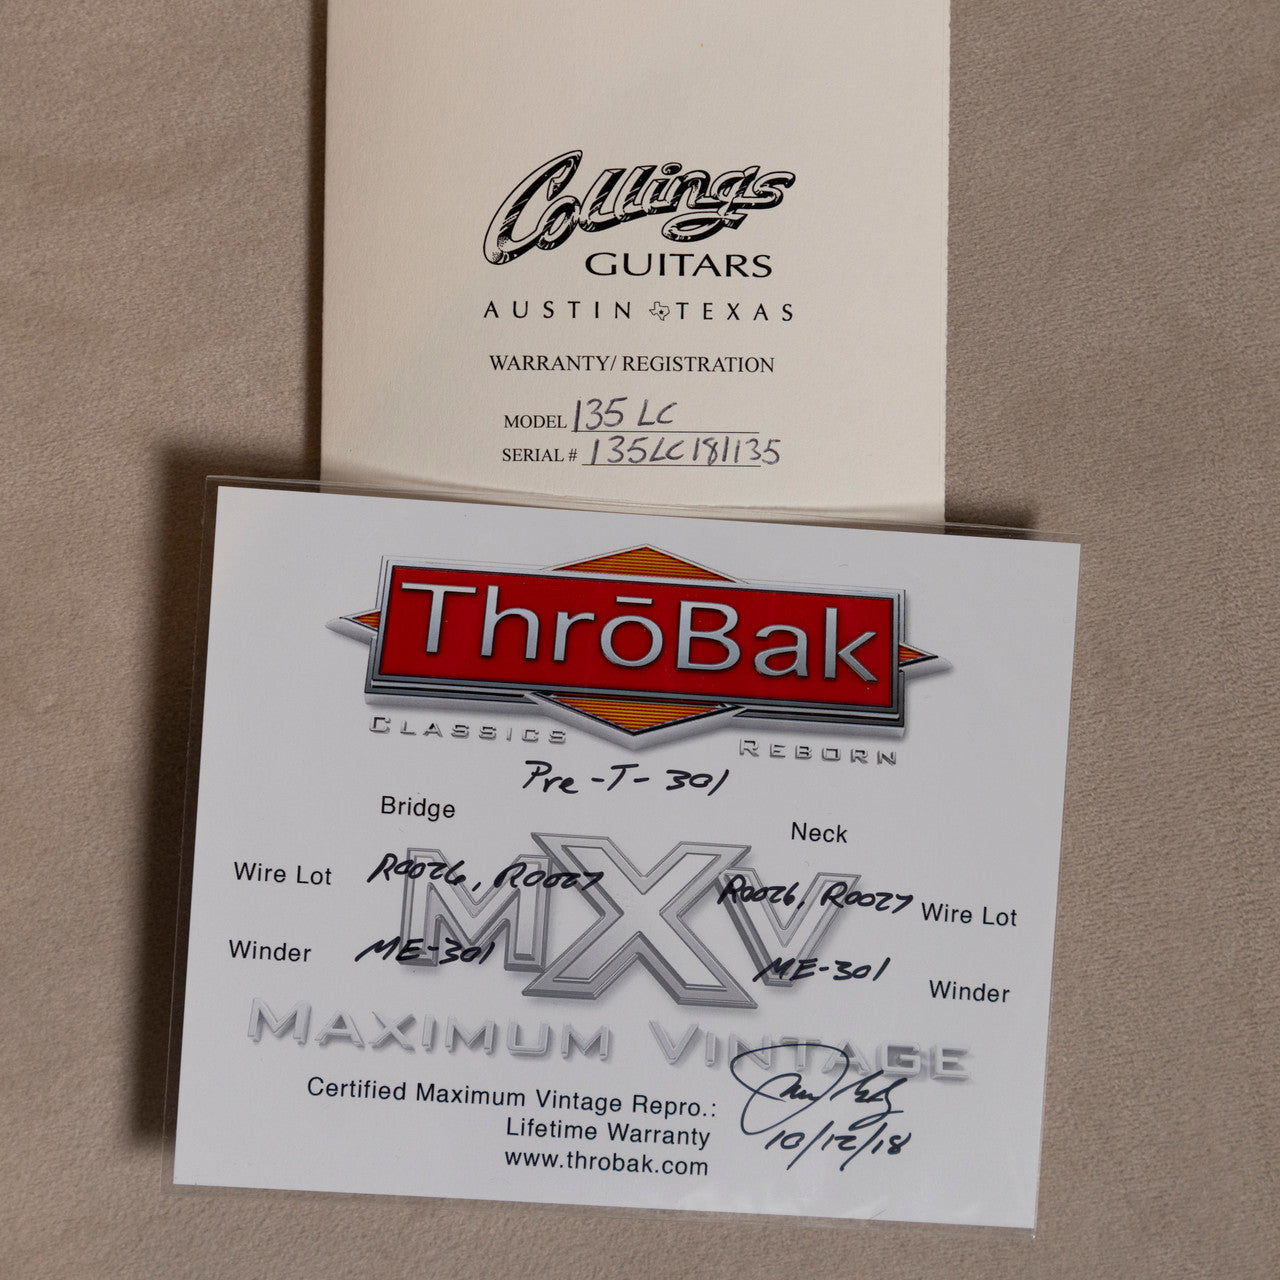 Collings
GUITARS
AUSTIN TEXAS
WARRANTY/ REGISTRATION
MODEL 135 LC
SERIAL # 135LC181135
ThrōBak
CLASSICS REBORN
Pre-T-301
Bridge Neck
Wire Lot R0026, R0027 R0026, R0027 Wire Lot
Winder ME-301 ME-301 Winder
MXV
MAXIMUM VINTAGE
Certified Maximum Vintage Repro.:
Lifetime Warranty
10/12/18
www.throbak.com